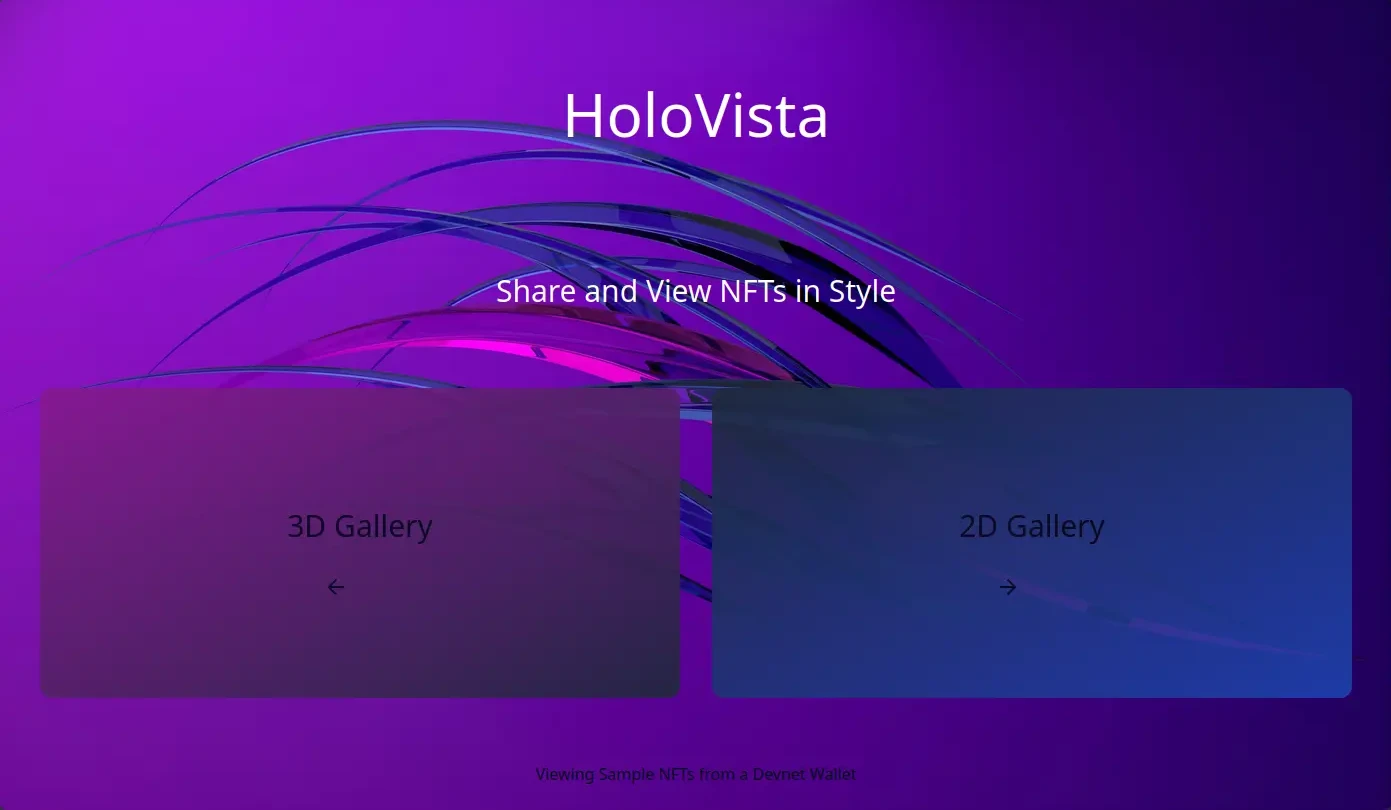 HoloVista
Share and View NFTs in Style
3D Gallery
←
2D Gallery
→
Viewing Sample NFTs from a Devnet Wallet